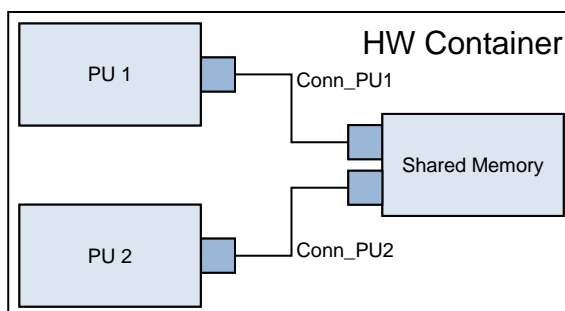 HW Container
PU 1
Conn_PU1
Shared Memory
PU 2
Conn_PU2